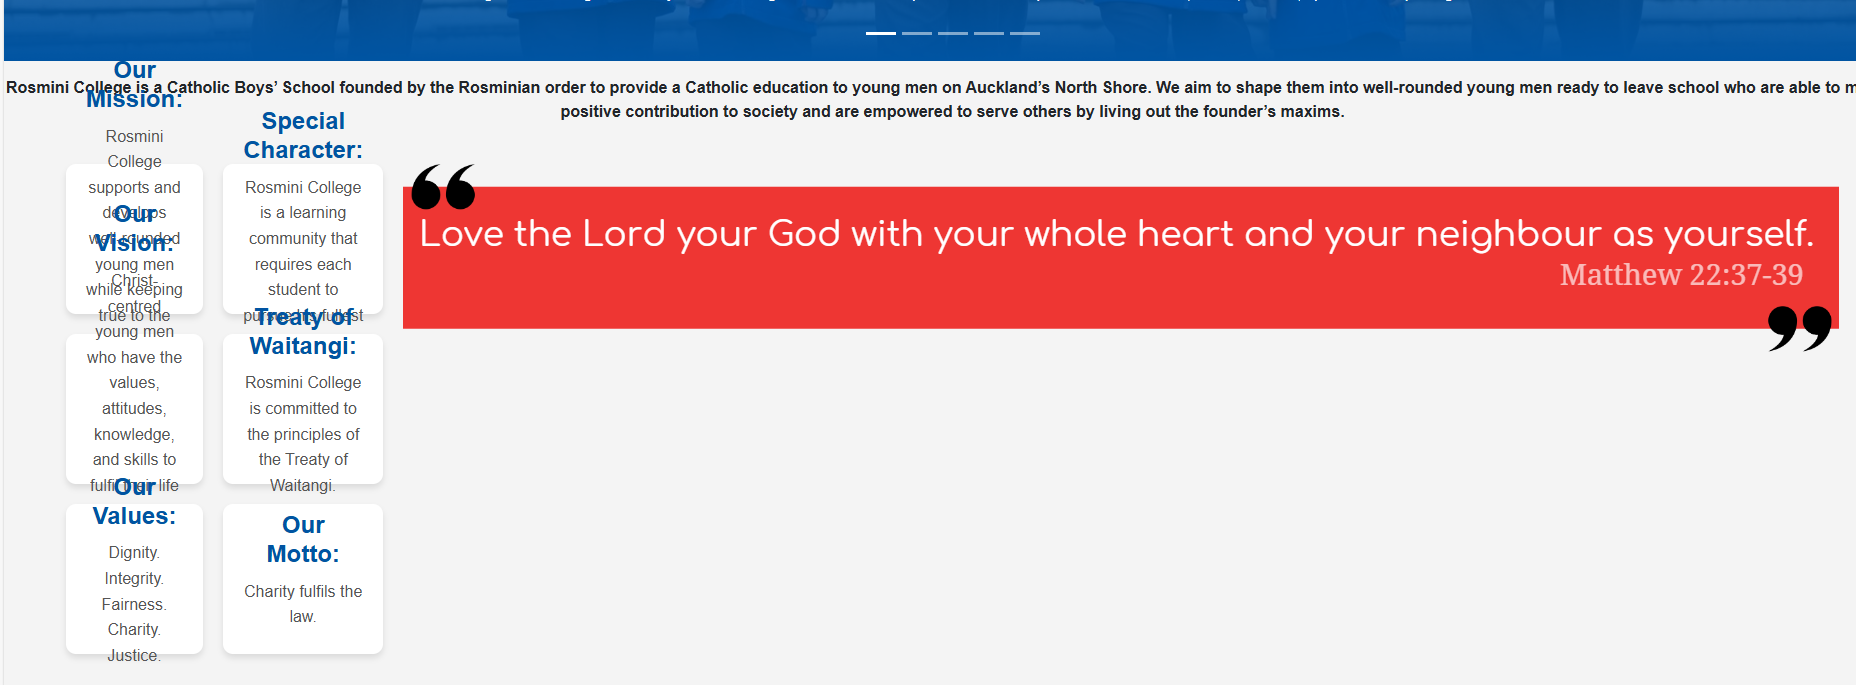 Rosmini College is a Catholic Boys’ School founded by the Rosminian order to provide a Catholic education to young men on Auckland’s North Shore. We aim to shape them into well-rounded young men ready to leave school who are able to
positive contribution to society and are empowered to serve others by living out the founder’s maxims.
Our
Mission:
Rosmini
College
supports and
develops
well-rounded
young men
while keeping
true to the
Our
Vision:
Christ-
centred
young men
who have the
values,
attitudes,
knowledge,
and skills to
fulfil their life
Our
Values:
Dignity.
Integrity.
Fairness.
Charity.
Justice.
Special
Character:
Rosmini College
is a learning
community that
requires each
student to
pursue his fullest
Treaty of
Waitangi:
Rosmini College
is committed to
the principles of
the Treaty of
Waitangi.
Our
Motto:
Charity fulfils the
law.
“
Love the Lord your God with your whole heart and your neighbour as yourself.
Matthew 22:37-39
”